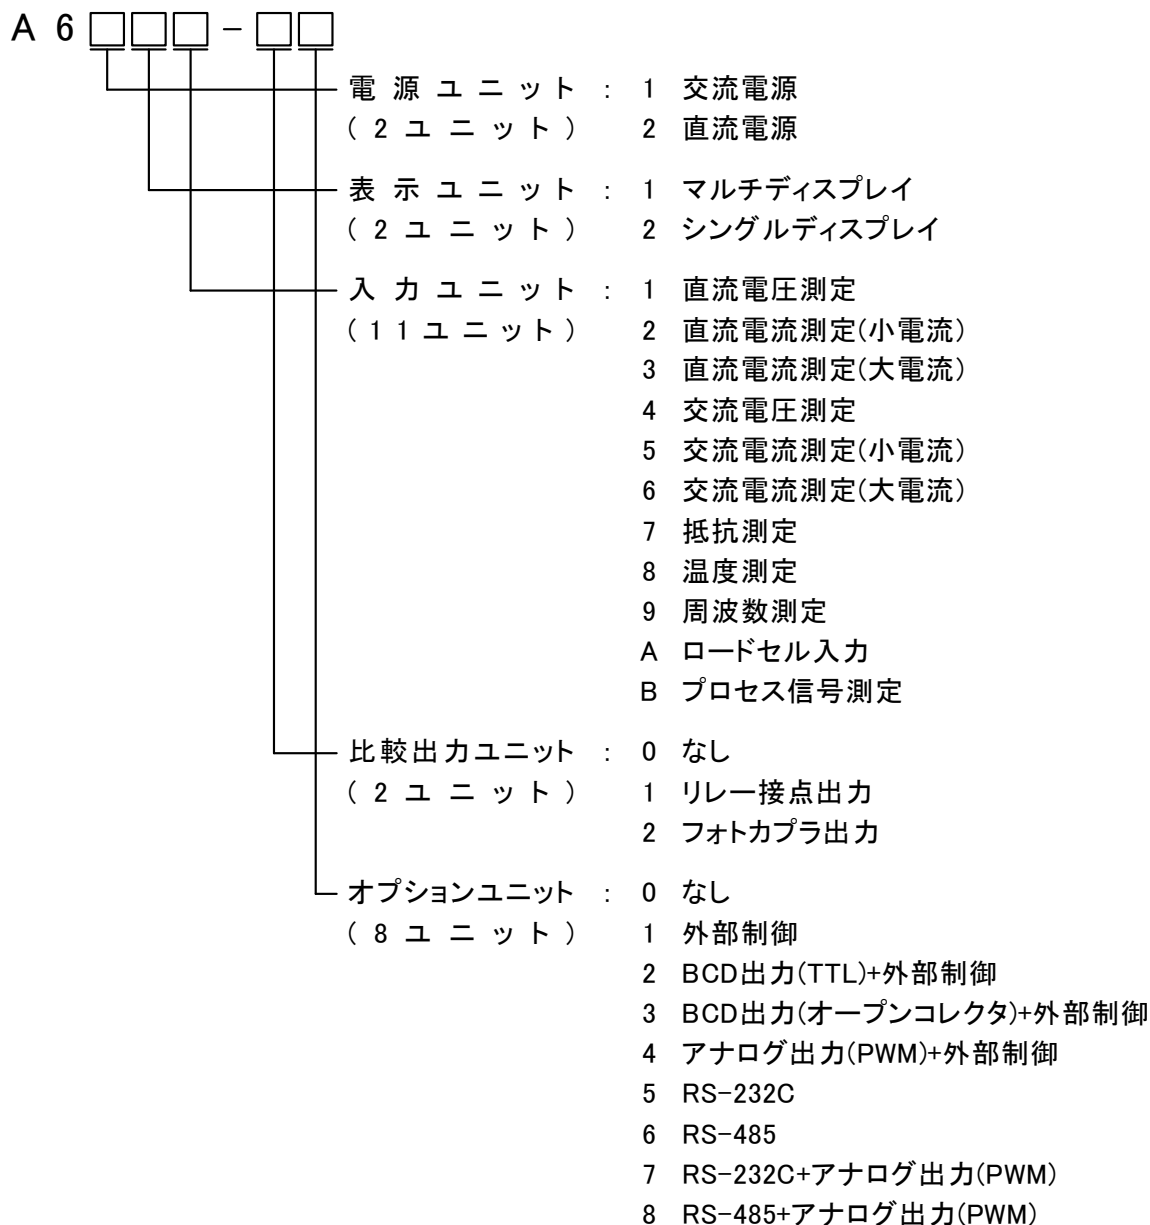 A 6 □□□-□□
電源ユニット : 1 交流電源
(2ユニット) 2 直流電源
表示ユニット : 1 マルチディスプレイ
(2ユニット) 2 シングルディスプレイ
入力ユニット : 1 直流電圧測定
(11ユニット) 2 直流電流測定(小電流)
3 直流電流測定(大電流)
4 交流電圧測定
5 交流電流測定(小電流)
6 交流電流測定(大電流)
7 抵抗測定
8 温度測定
9 周波数測定
A ロードセル入力
B プロセス信号測定
比較出力ユニット : 0 なし
(2ユニット) 1 リレー接点出力
2 フォトカプラ出力
オプションユニット : 0 なし
(8ユニット) 1 外部制御
2 BCD出力(TTL)+外部制御
3 BCD出力(オープンコレクタ)+外部制御
4 アナログ出力(PWM)+外部制御
5 RS-232C
6 RS-485
7 RS-232C+アナログ出力(PWM)
8 RS-485+アナログ出力(PWM)